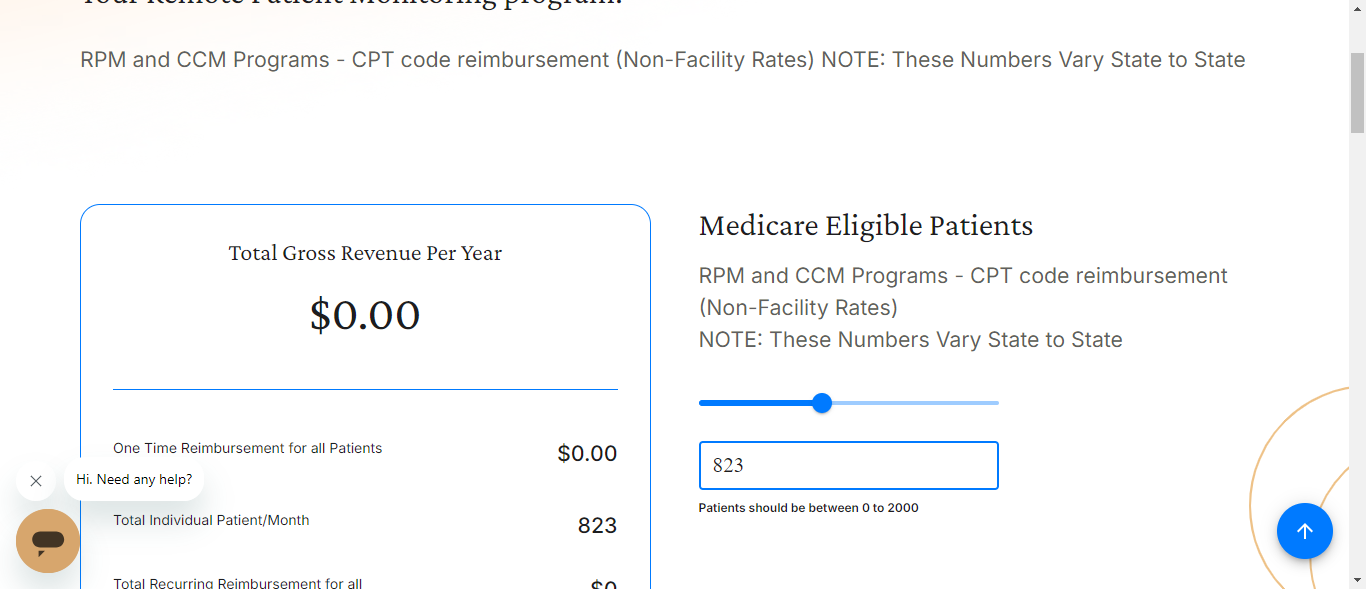 Your Remote Patient Monitoring program.
RPM and CCM Programs - CPT code reimbursement (Non-Facility Rates) NOTE: These Numbers Vary State to State
Total Gross Revenue Per Year
$0.00
One Time Reimbursement for all Patients
$0.00
Hi. Need any help?
Total Individual Patient/Month
823
Total Recurring Reimbursement for all
$0
Medicare Eligible Patients
RPM and CCM Programs - CPT code reimbursement
(Non-Facility Rates)
NOTE: These Numbers Vary State to State
823
Patients should be between 0 to 2000